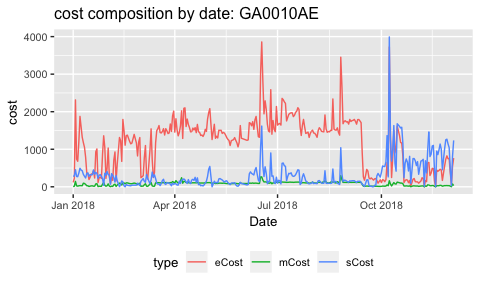 cost composition by date: GA0010AE
4000
3000
2000
1000
0
cost
Jan 2018
Apr 2018
Jul 2018
Oct 2018
Date
type eCost mCost sCost